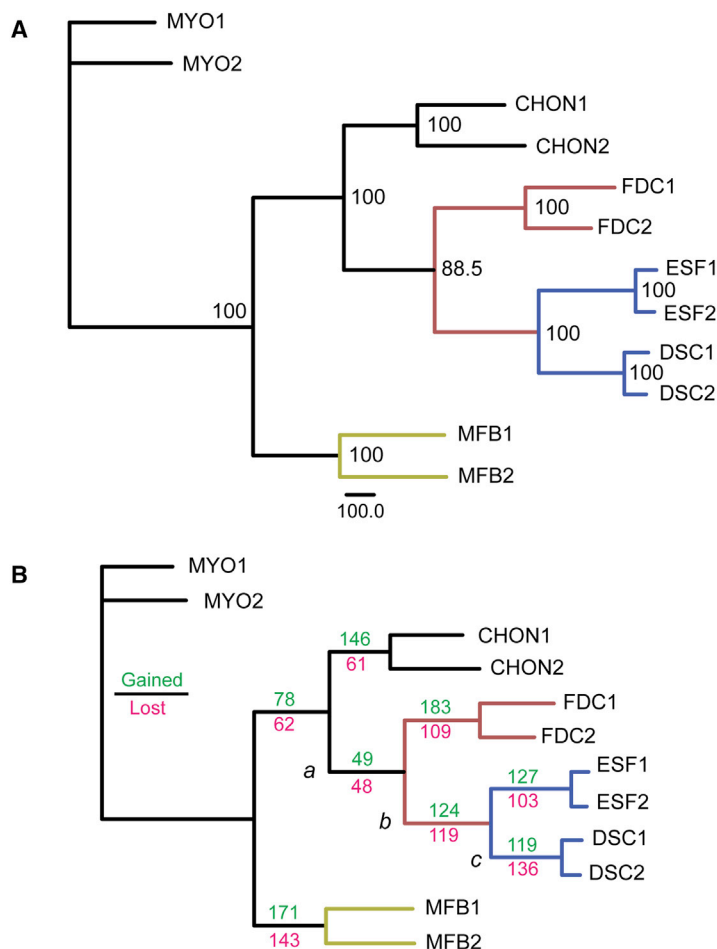 A
MYO1
MYO2
CHON1
100
CHON2
FDC1
100
100
FDC2
88.5
ESF1
100
100
ESF2
100
DSC1
100
DSC2
MFB1
100
MFB2
100.0
B
MYO1
MYO2
Gained
Lost
146
CHON1
61
CHON2
78
62
183
FDC1
109
FDC2
a
49
48
127
ESF1
103
ESF2
b
124
119
c
119
DSC1
136
DSC2
171
MFB1
143
MFB2